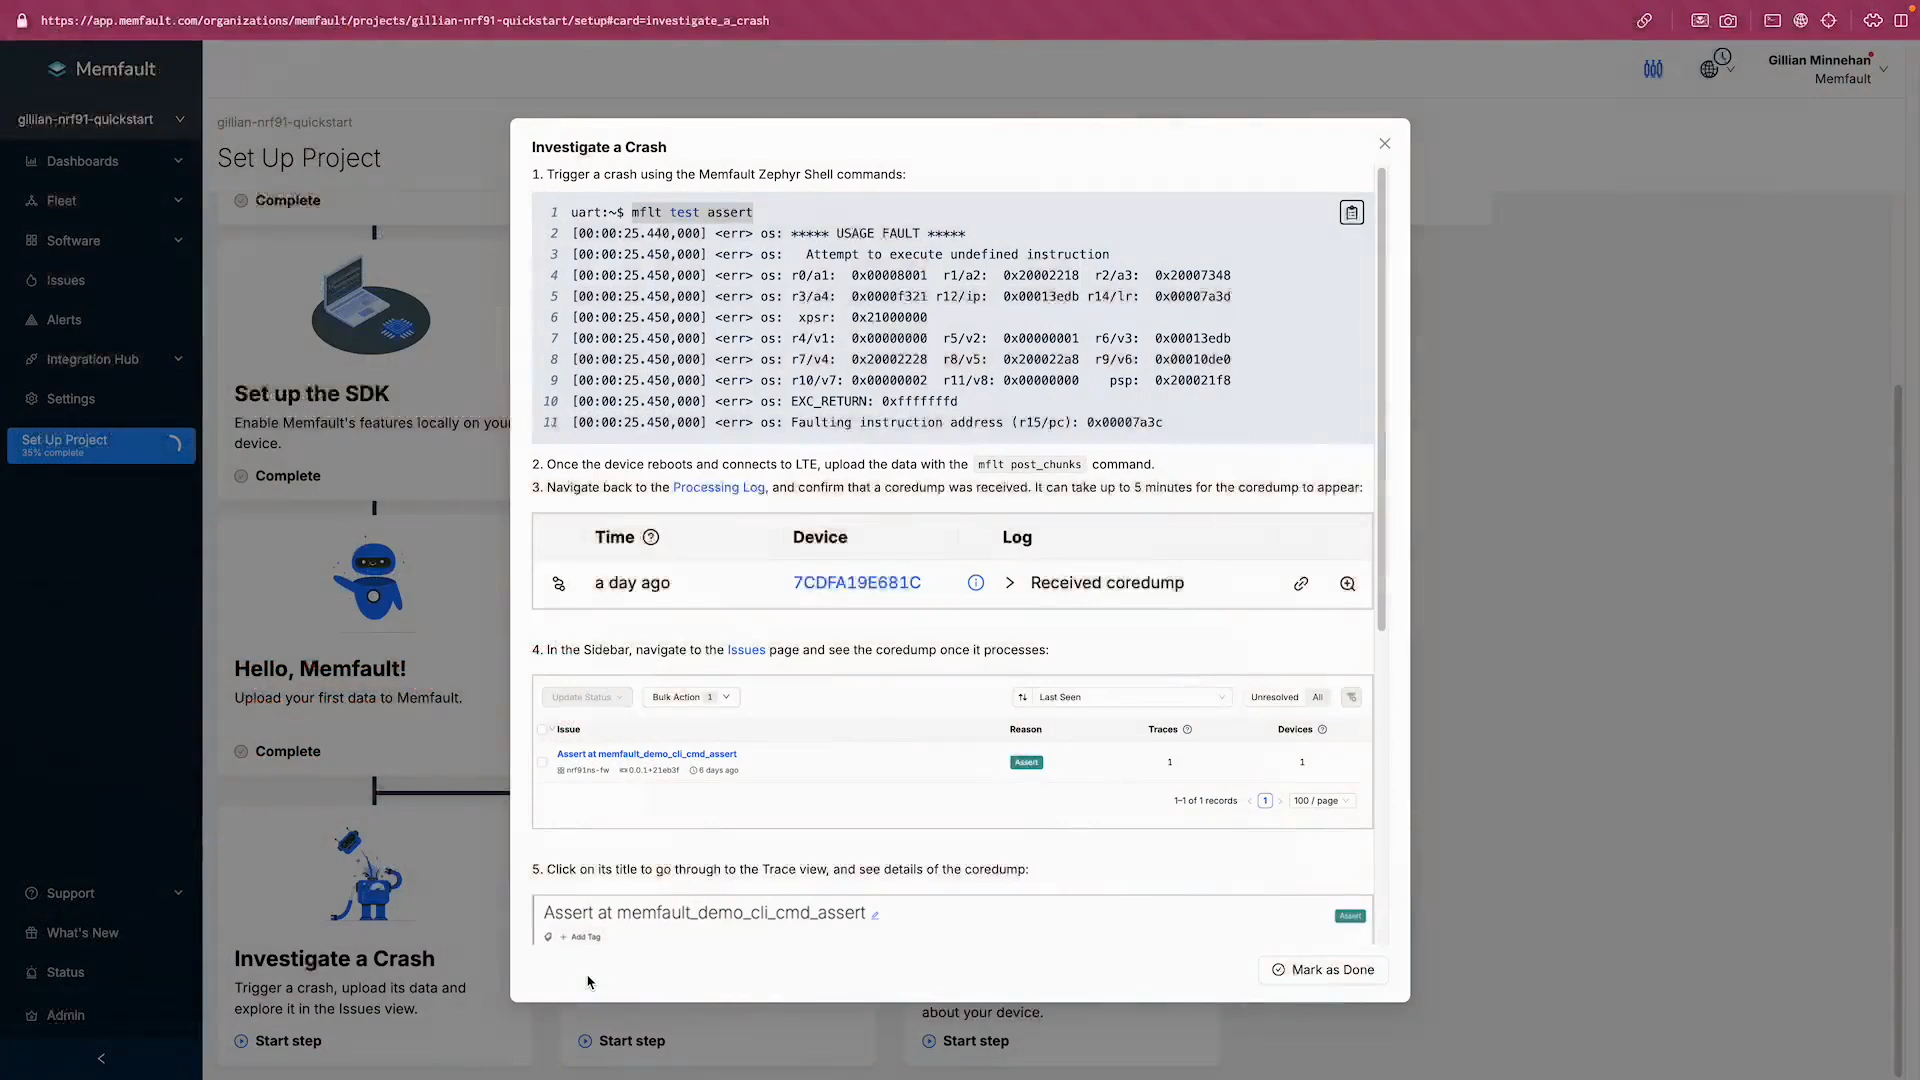 https://app.memfault.com/organizations/memfault/projects/gillian-nrf91-quickstart/setup#card=investigate_a_crash
Memfault
Gillian Minnehan
Memfault
gillian-nrf91-quickstart
Dashboards
Fleet
Software
Issues
Alerts
Integration Hub
Settings
Set Up Project
35% complete
Support
What's New
Status
Admin
gillian-nrf91-quickstart
Set Up Project
Complete
Set up the SDK
Enable Memfault's features locally on your
device.
Complete
Hello, Memfault!
Upload your first data to Memfault.
Complete
Investigate a Crash
Trigger a crash, upload its data and
explore it in the Issues view.
Start step
Start step
about your device.
Start step
Investigate a Crash
1. Trigger a crash using the Memfault Zephyr Shell commands:
1 uart:~$ mflt test assert
2 [00:00:25.440,000] <err> os: ***** USAGE FAULT *****
3 [00:00:25.450,000] <err> os:   Attempt to execute undefined instruction
4 [00:00:25.450,000] <err> os: r0/a1:  0x00008001  r1/a2:  0x20002218  r2/a3:  0x20007348
5 [00:00:25.450,000] <err> os: r3/a4:  0x0000f321 r12/ip:  0x00013edb r14/lr:  0x00007a3d
6 [00:00:25.450,000] <err> os:  xpsr:  0x21000000
7 [00:00:25.450,000] <err> os: r4/v1:  0x00000000  r5/v2:  0x00000001  r6/v3:  0x00013edb
8 [00:00:25.450,000] <err> os: r7/v4:  0x20002228  r8/v5:  0x200022a8  r9/v6:  0x00010de0
9 [00:00:25.450,000] <err> os: r10/v7: 0x00000002  r11/v8: 0x00000000    psp:  0x200021f8
10 [00:00:25.450,000] <err> os: EXC_RETURN: 0xfffffffd
11 [00:00:25.450,000] <err> os: Faulting instruction address (r15/pc): 0x00007a3c
2. Once the device reboots and connects to LTE, upload the data with the mflt post_chunks command.
3. Navigate back to the Processing Log, and confirm that a coredump was received. It can take up to 5 minutes for the coredump to appear:
Time Device Log
a day ago 7CDFA19E681C > Received coredump
4. In the Sidebar, navigate to the Issues page and see the coredump once it processes:
Update Status Bulk Action 1 Last Seen Unresolved All
Issue Reason Traces Devices
Assert at memfault_demo_cli_cmd_assert Assert 1 1
nrf91ns-fw 0.0.1+21eb3f 6 days ago
1-1 of 1 records < 1 > 100 / page
5. Click on its title to go through to the Trace view, and see details of the coredump:
Assert at memfault_demo_cli_cmd_assert Assert
+ Add Tag
Mark as Done